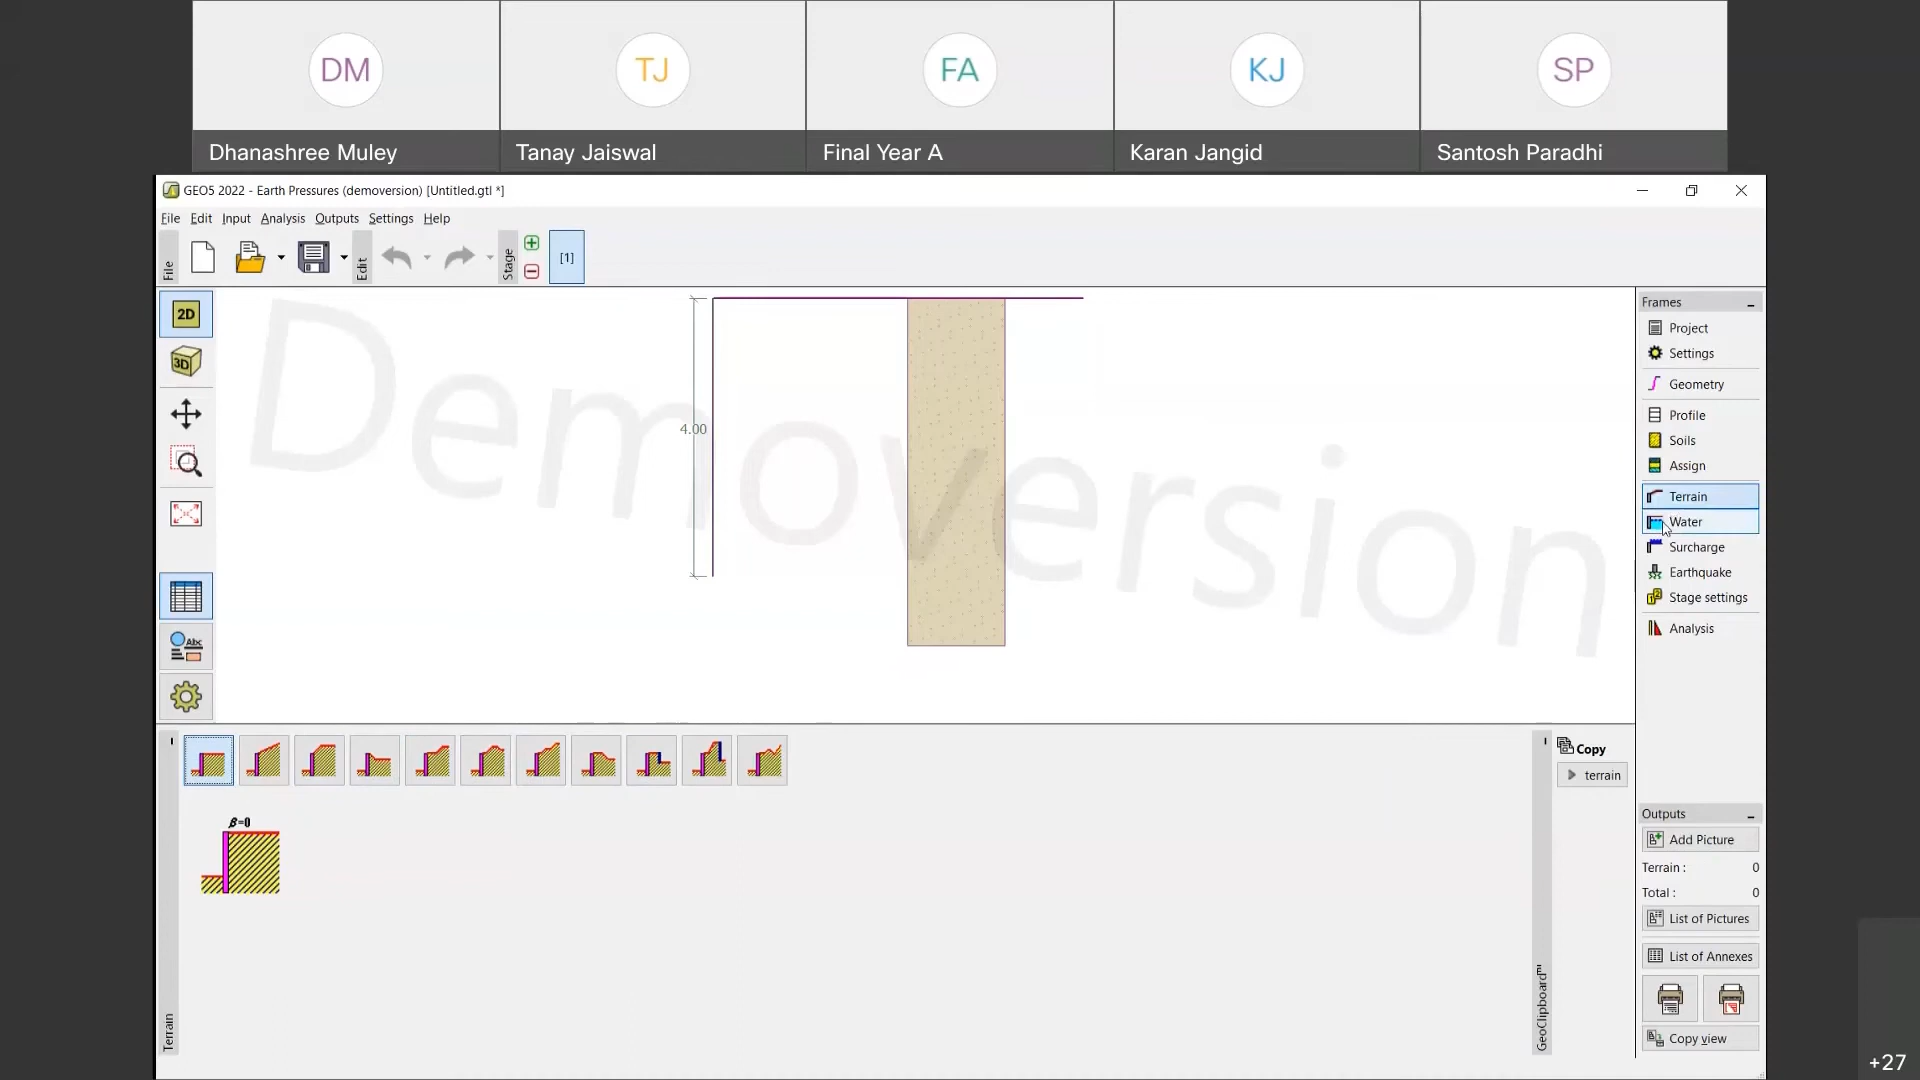 DM
TJ
FA
KJ
SP
Dhanashree Muley
Tanay Jaiswal
Final Year A
Karan Jangid
Santosh Paradhi
GEO5 2022 - Earth Pressures (demoversion) [Untitled.gtl *]
File Edit Input Analysis Outputs Settings Help
File
Edit
Stage
[1]
2D
3D
Abc
Demoversion
4.00
Frames
Project
Settings
Geometry
Profile
Soils
Assign
Terrain
Water
Surcharge
Earthquake
Stage settings
Analysis
β=0
Terrain
GeoClipboard™
Copy
terrain
Outputs
Add Picture
Terrain : 0
Total : 0
List of Pictures
List of Annexes
Copy view
+27